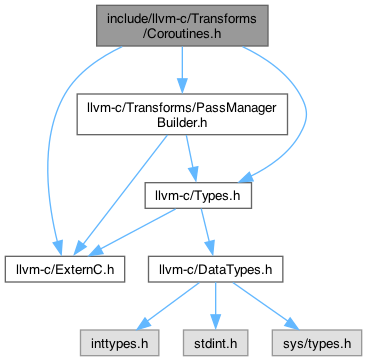 include/llvm-c/Transforms
/Coroutines.h
llvm-c/Transforms/PassManager
Builder.h
llvm-c/Types.h
llvm-c/ExternC.h
llvm-c/DataTypes.h
inttypes.h
stdint.h
sys/types.h